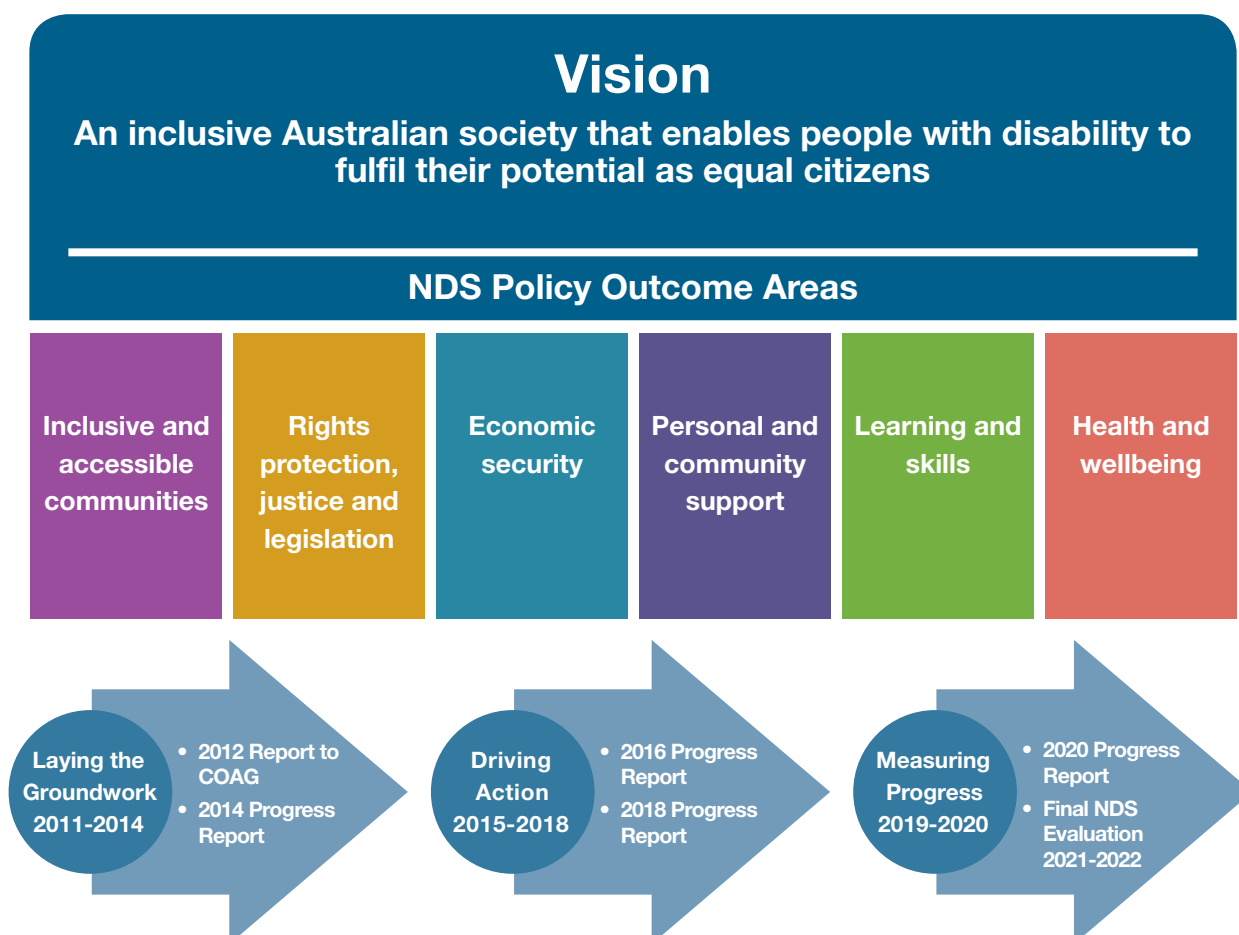 Vision
An inclusive Australian society that enables people with disability to
fulfil their potential as equal citizens
NDS Policy Outcome Areas
Inclusive and
accessible
communities
Rights
protection,
justice and
legislation
Economic
security
Personal and
community
support
Learning and
skills
Health and
wellbeing
Laying the
Groundwork
2011-2014
• 2012 Report to
COAG
• 2014 Progress
Report
Driving
Action
2015-2018
• 2016 Progress
Report
• 2018 Progress
Report
Measuring
Progress
2019-2020
• 2020 Progress
Report
• Final NDS
Evaluation
2021-2022